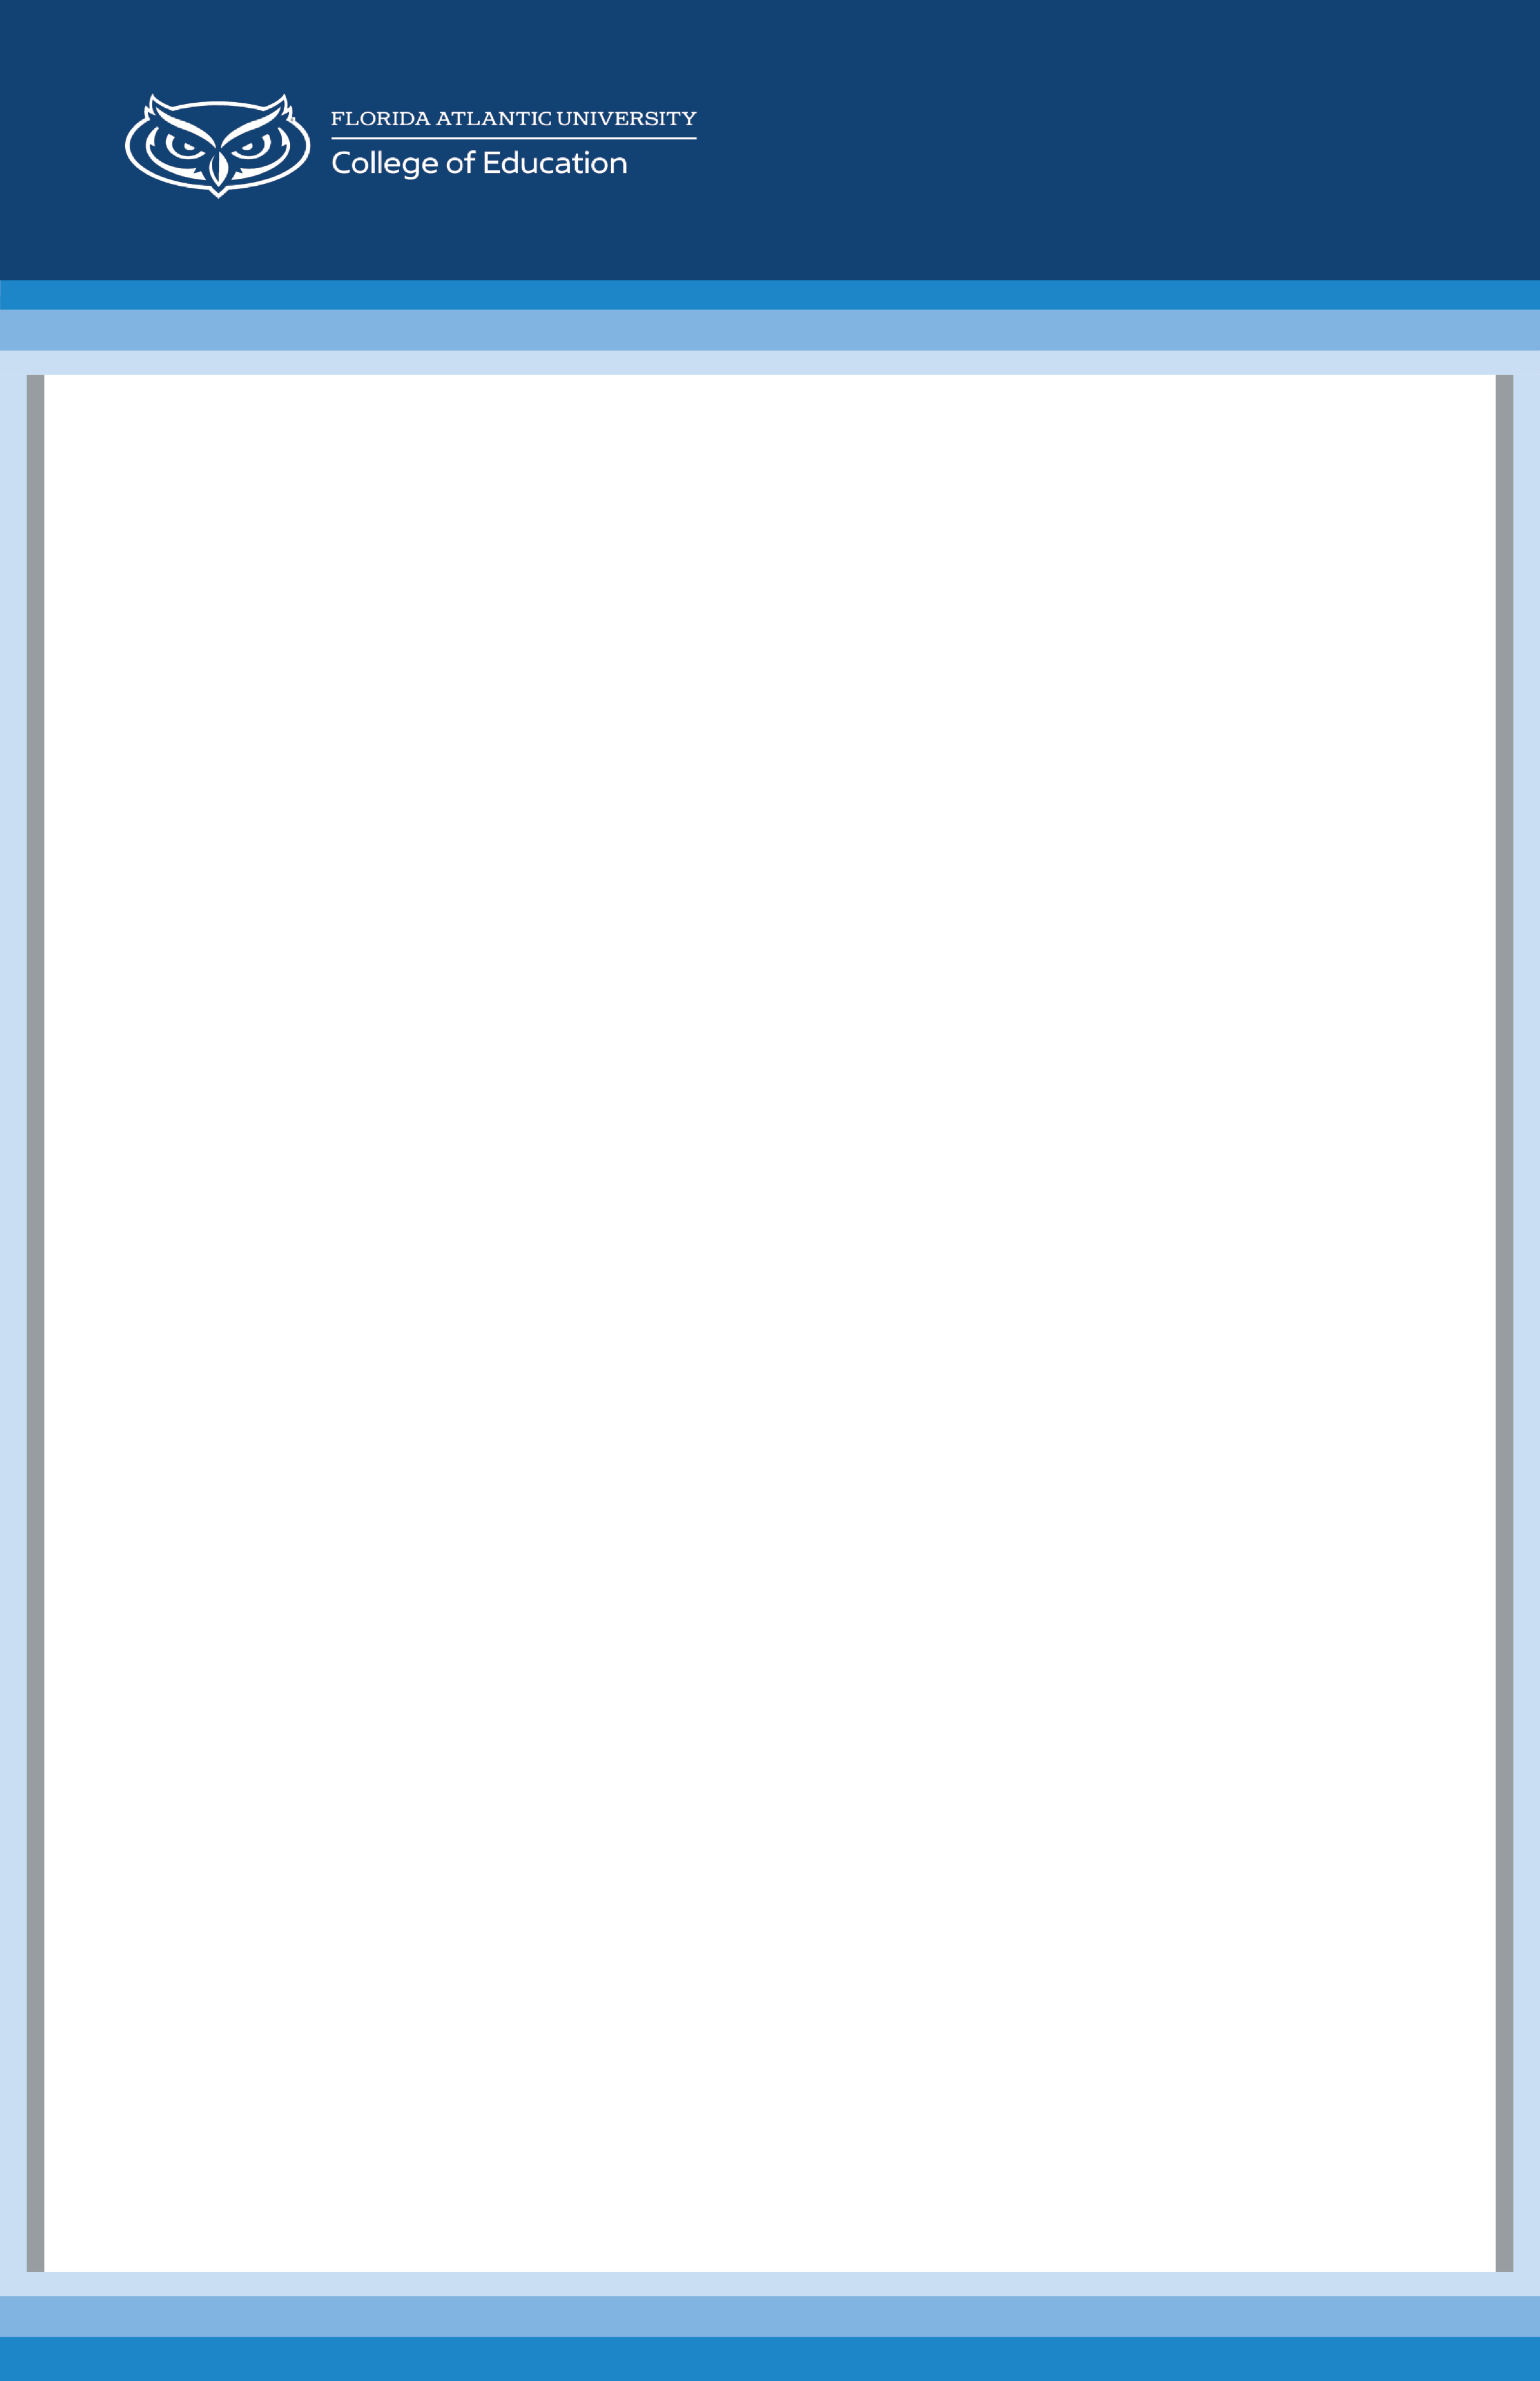 FLORIDA ATLANTIC UNIVERSITY
College of Education